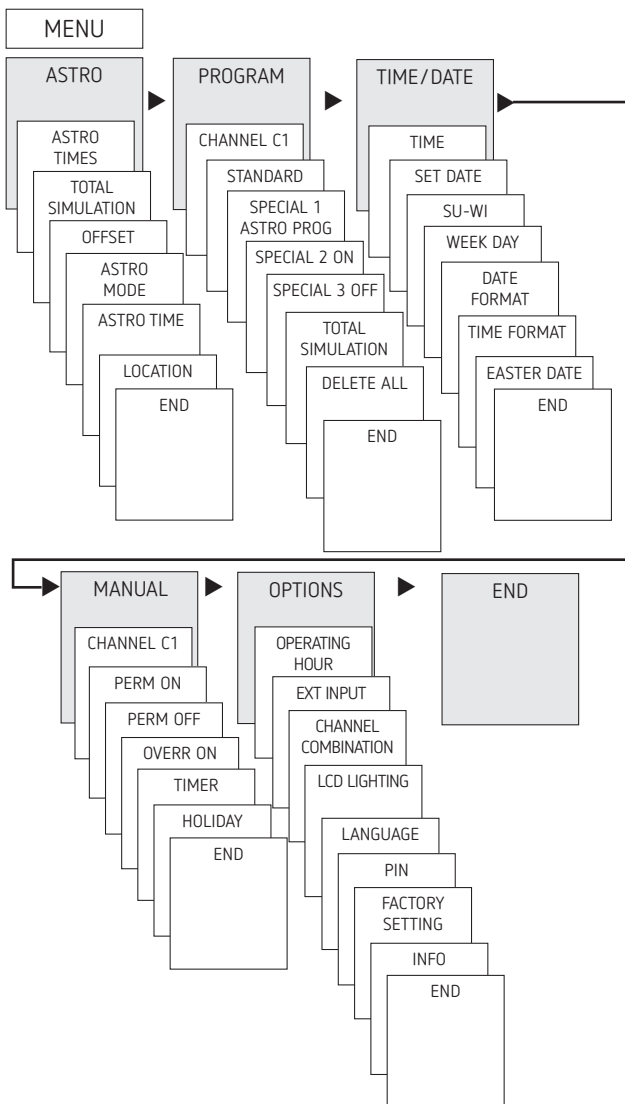 MENU
ASTRO
ASTRO
TIMES
TOTAL
SIMULATION
OFFSET
ASTRO
MODE
ASTRO TIME
LOCATION
END
PROGRAM
CHANNEL C1
STANDARD
SPECIAL 1
ASTRO PROG
SPECIAL 2 ON
SPECIAL 3 OFF
TOTAL
SIMULATION
DELETE ALL
END
TIME/DATE
TIME
SET DATE
SU-WI
WEEK DAY
DATE
FORMAT
TIME FORMAT
EASTER DATE
END
MANUAL
CHANNEL C1
PERM ON
PERM OFF
OVERR ON
TIMER
HOLIDAY
END
OPTIONS
OPERATING
HOUR
EXT INPUT
CHANNEL
COMBINATION
LCD LIGHTING
LANGUAGE
PIN
FACTORY
SETTING
INFO
END
END